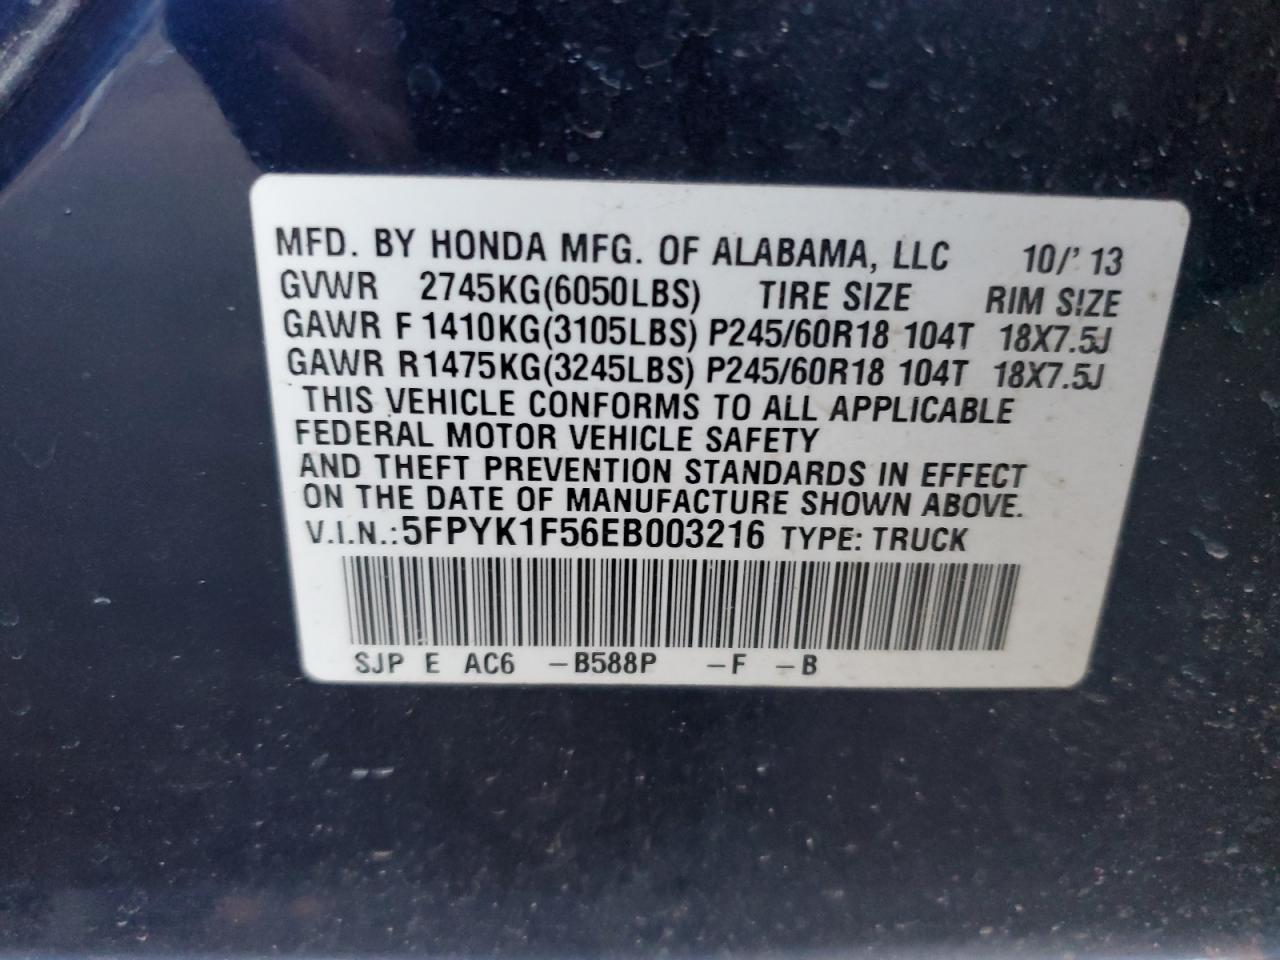 MFD. BY HONDA MFG. OF ALABAMA, LLC 10/'13
GVWR 2745KG(6050LBS) TIRE SIZE RIM SIZE
GAWR F 1410KG(3105LBS) P245/60R18 104T 18X7.5J
GAWR R1475KG(3245LBS) P245/60R18 104T 18X7.5J
THIS VEHICLE CONFORMS TO ALL APPLICABLE
FEDERAL MOTOR VEHICLE SAFETY
AND THEFT PREVENTION STANDARDS IN EFFECT
ON THE DATE OF MANUFACTURE SHOWN ABOVE.
V.I.N.:5FPYK1F56EB003216 TYPE: TRUCK
SJP E AC6 -B588P -F -B